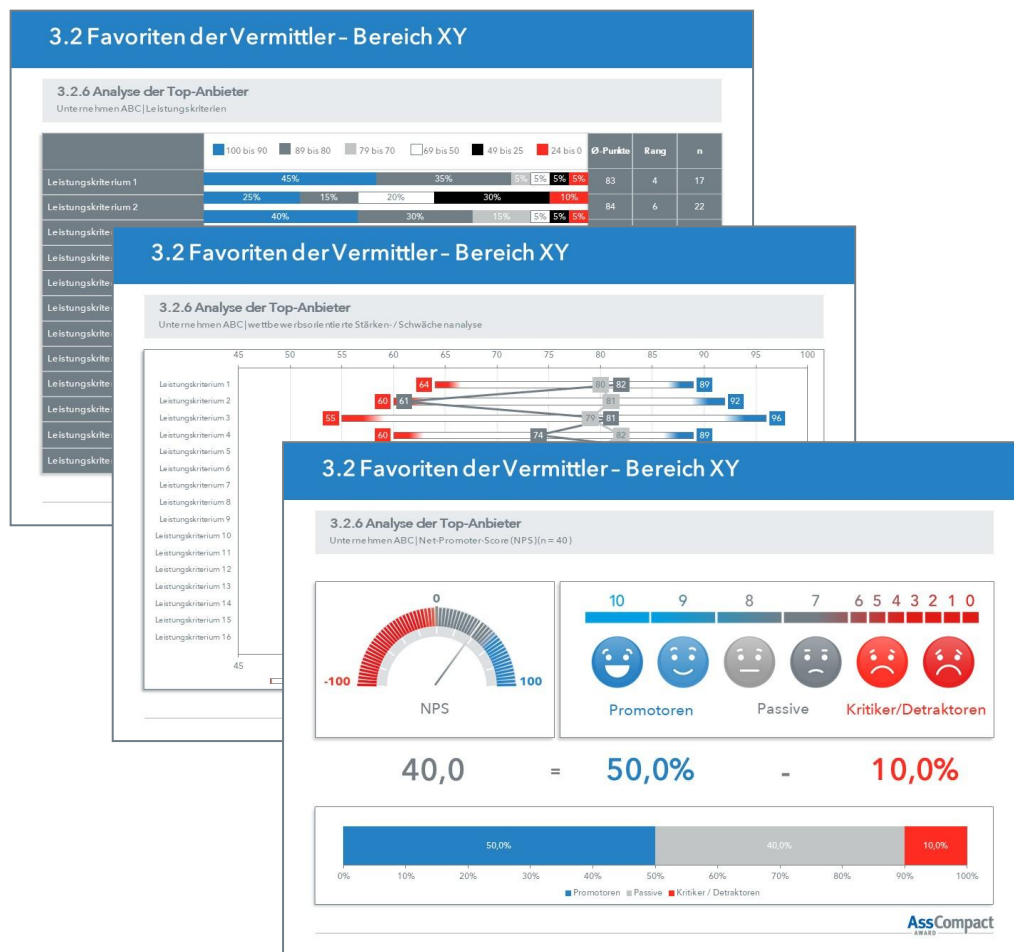 3.2 Favoriten der Vermittler – Bereich XY
3.2.6 Analyse der Top-Anbieter
Unternehmen ABC|Leistungskriterien
100 bis 90 89 bis 80 79 bis 70 69 bis 50 49 bis 25 24 bis 0 Ø-Punkte Rang n
Leistungskriterium 1 45% 35% 5% 5% 5% 5% 83 4 17
Leistungskriterium 2 25% 15% 20% 30% 10% 84 6 22
40% 30% 15% 5% 5% 5%
Leistungskrite
Leistungskrite
Leistungskrite
Leistungskrite
Leistungskrite
Leistungskrite
Leistungskrite
Leistungskrite
Leistungskrite
Leistungskrite
3.2 Favoriten der Vermittler – Bereich XY
3.2.6 Analyse der Top-Anbieter
Unternehmen ABC|wettbewerbsorientierte Stärken-/ Schwächenanalyse
45 50 55 60 65 70 75 80 85 90 95 100
Leistungskriterium 1 64 80 82 89
Leistungskriterium 2 60 61 81 92
Leistungskriterium 3 55 79 81 96
Leistungskriterium 4 60 74 82 89
Leistungskriterium 5
Leistungskriterium 6
Leistungskriterium 7
Leistungskriterium 8
Leistungskriterium 9
Leistungskriterium 10
Leistungskriterium 11
Leistungskriterium 12
Leistungskriterium 13
Leistungskriterium 14
Leistungskriterium 15
Leistungskriterium 16
45
3.2 Favoriten der Vermittler – Bereich XY
3.2.6 Analyse der Top-Anbieter
Unternehmen ABC|Net-Promoter-Score (NPS)(n = 40)
0
-100 100
NPS
10 9 8 7 6 5 4 3 2 1 0
Promotoren Passive Kritiker/Detraktoren
40,0 = 50,0% - 10,0%
50,0% 40,0% 10,0%
0% 10% 20% 30% 40% 50% 60% 70% 80% 90% 100%
Promotoren Passive Kritiker / Detraktoren
AssCompact
AWARD